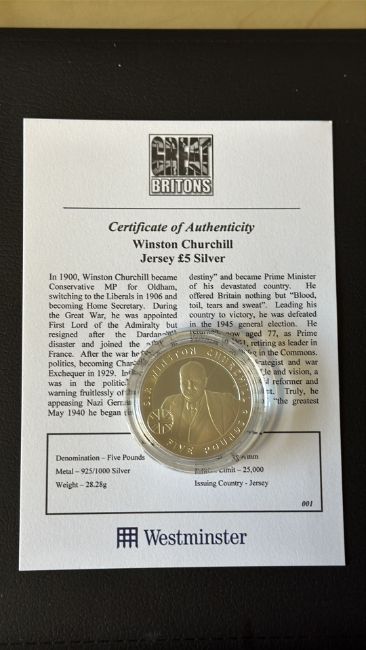 GREAT
BRITONS
Certificate of Authenticity
Winston Churchill
Jersey £5 Silver
In 1900, Winston Churchill became
Conservative MP for Oldham,
switching to the Liberals in 1906 and
becoming Home Secretary. During
the Great War, he was appointed
First Lord of the Admiralty but
resigned after the
disaster and joined the
France. After the war he
politics, becoming
Exchequer in 1929.
was in the
warning fruitlessly of
appeasing Nazi
May 1940 he began
destiny" and became Prime Minister
of his devastated country. He
offered Britain nothing but "Blood,
toil, tears and sweat". Leading his
country to victory, he was defeated
in the 1945 general election. He
now aged 77, as Prime
retiring as leader in
in the Commons.
strategist and war
and vision, a
reformer and
Truly, he
"the greatest
SIR WINSTON CHURCHILL
FIVE POUNDS
Denomination – Five Pounds
Metal – 925/1000 Silver
Weight – 28.28g
mm
Limit - 25,000
Issuing Country - Jersey
001
Westminster